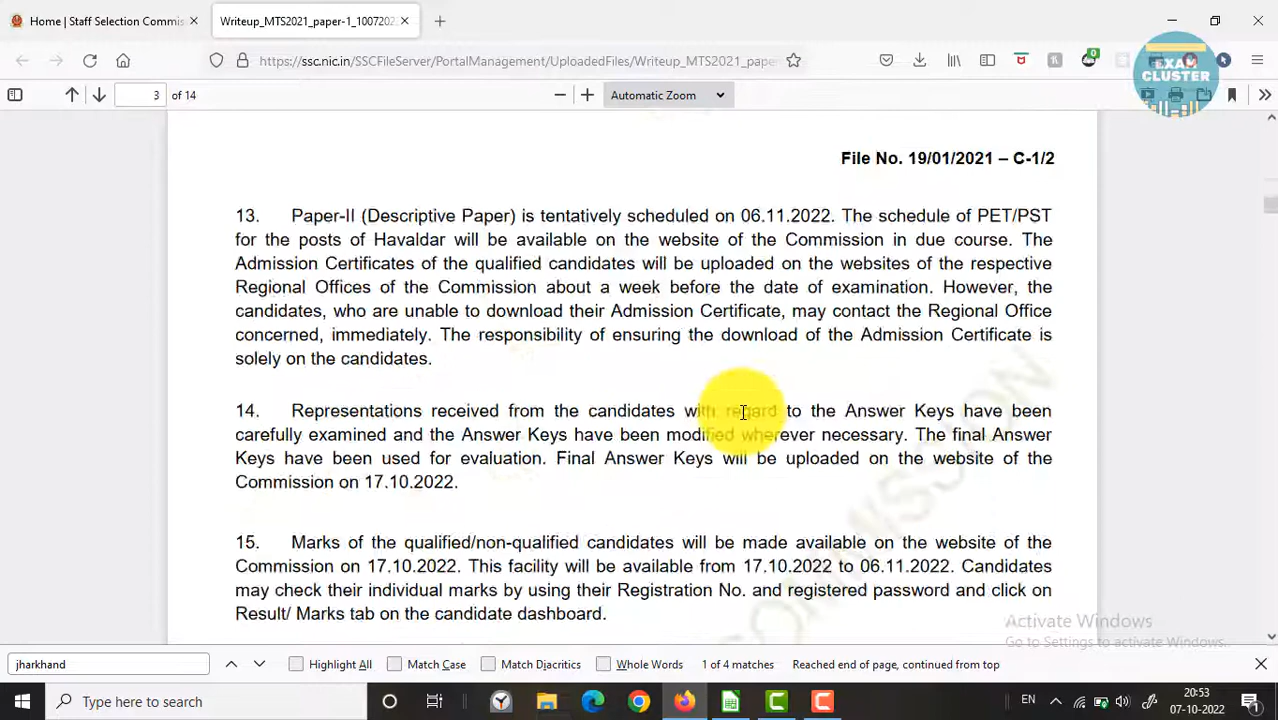 Home | Staff Selection Commis
Writeup_MTS2021_paper-1_1007202
https://ssc.nic.in/SSCFileServer/Po agement/UploadedFiles/Writeup_MTS2021_pape
EXAM
CLUSTER
3 of 14
Automatic Zoom
File No. 19/01/2021 – C-1/2
13. Paper-II (Descriptive Paper) is tentatively scheduled on 06.11.2022. The schedule of PET/PST
for the posts of Havaldar will be available on the website of the Commission in due course. The
Admission Certificates of the qualified candidates will be uploaded on the websites of the respective
Regional Offices of the Commission about a week before the date of examination. However, the
candidates, who are unable to download their Admission Certificate, may contact the Regional Office
concerned, immediately. The responsibility of ensuring the download of the Admission Certificate is
solely on the candidates.
14. Representations received from the candidates with regard to the Answer Keys have been
carefully examined and the Answer Keys have been modified wherever necessary. The final Answer
Keys have been used for evaluation. Final Answer Keys will be uploaded on the website of the
Commission on 17.10.2022.
15. Marks of the qualified/non-qualified candidates will be made available on the website of the
Commission on 17.10.2022. This facility will be available from 17.10.2022 to 06.11.2022. Candidates
may check their individual marks by using their Registration No. and registered password and click on
Result/ Marks tab on the candidate dashboard.
COMMISSION
Activate Windows
Go to Settings to activate Windows.
jharkhand
Highlight All Match Case Match Diacritics Whole Words 1 of 4 matches Reached end of page, continued from top
Type here to search
EN
20:53
07-10-2022